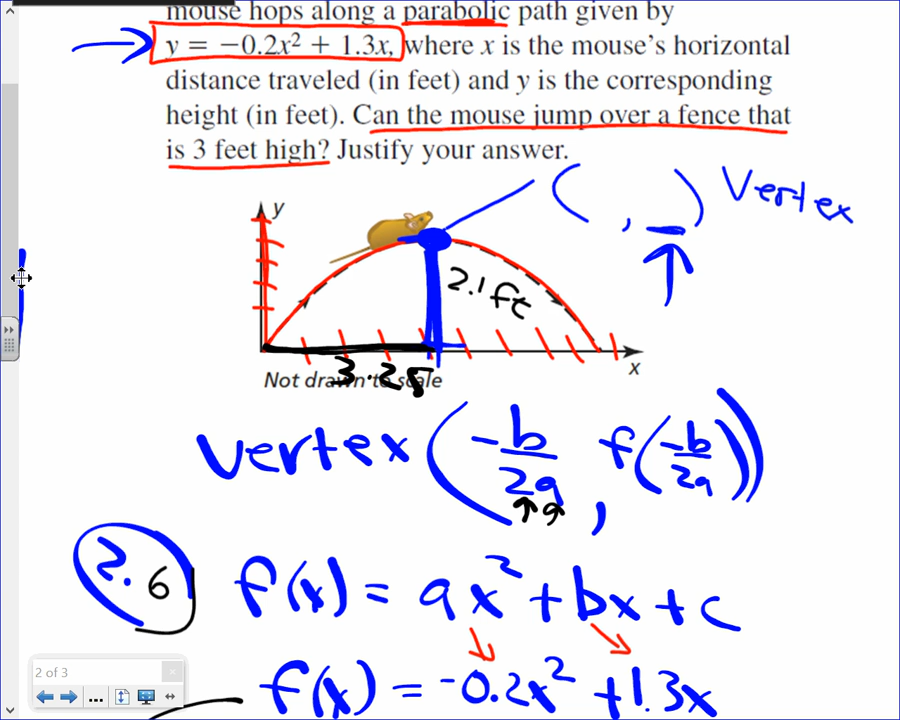 mouse hops along a parabolic path given by
y = −0.2x² + 1.3x, where x is the mouse's horizontal
distance traveled (in feet) and y is the corresponding
height (in feet). Can the mouse jump over a fence that
is 3 feet high? Justify your answer.
( , _ ) Vertex
y
2.1 ft
x
3.25
Not drawn to scale
vertex (-b/2a, f(-b/2a))
a
2.6
f(x) = ax² + bx + c
f(x) = -0.2x² + 1.3x
2 of 3